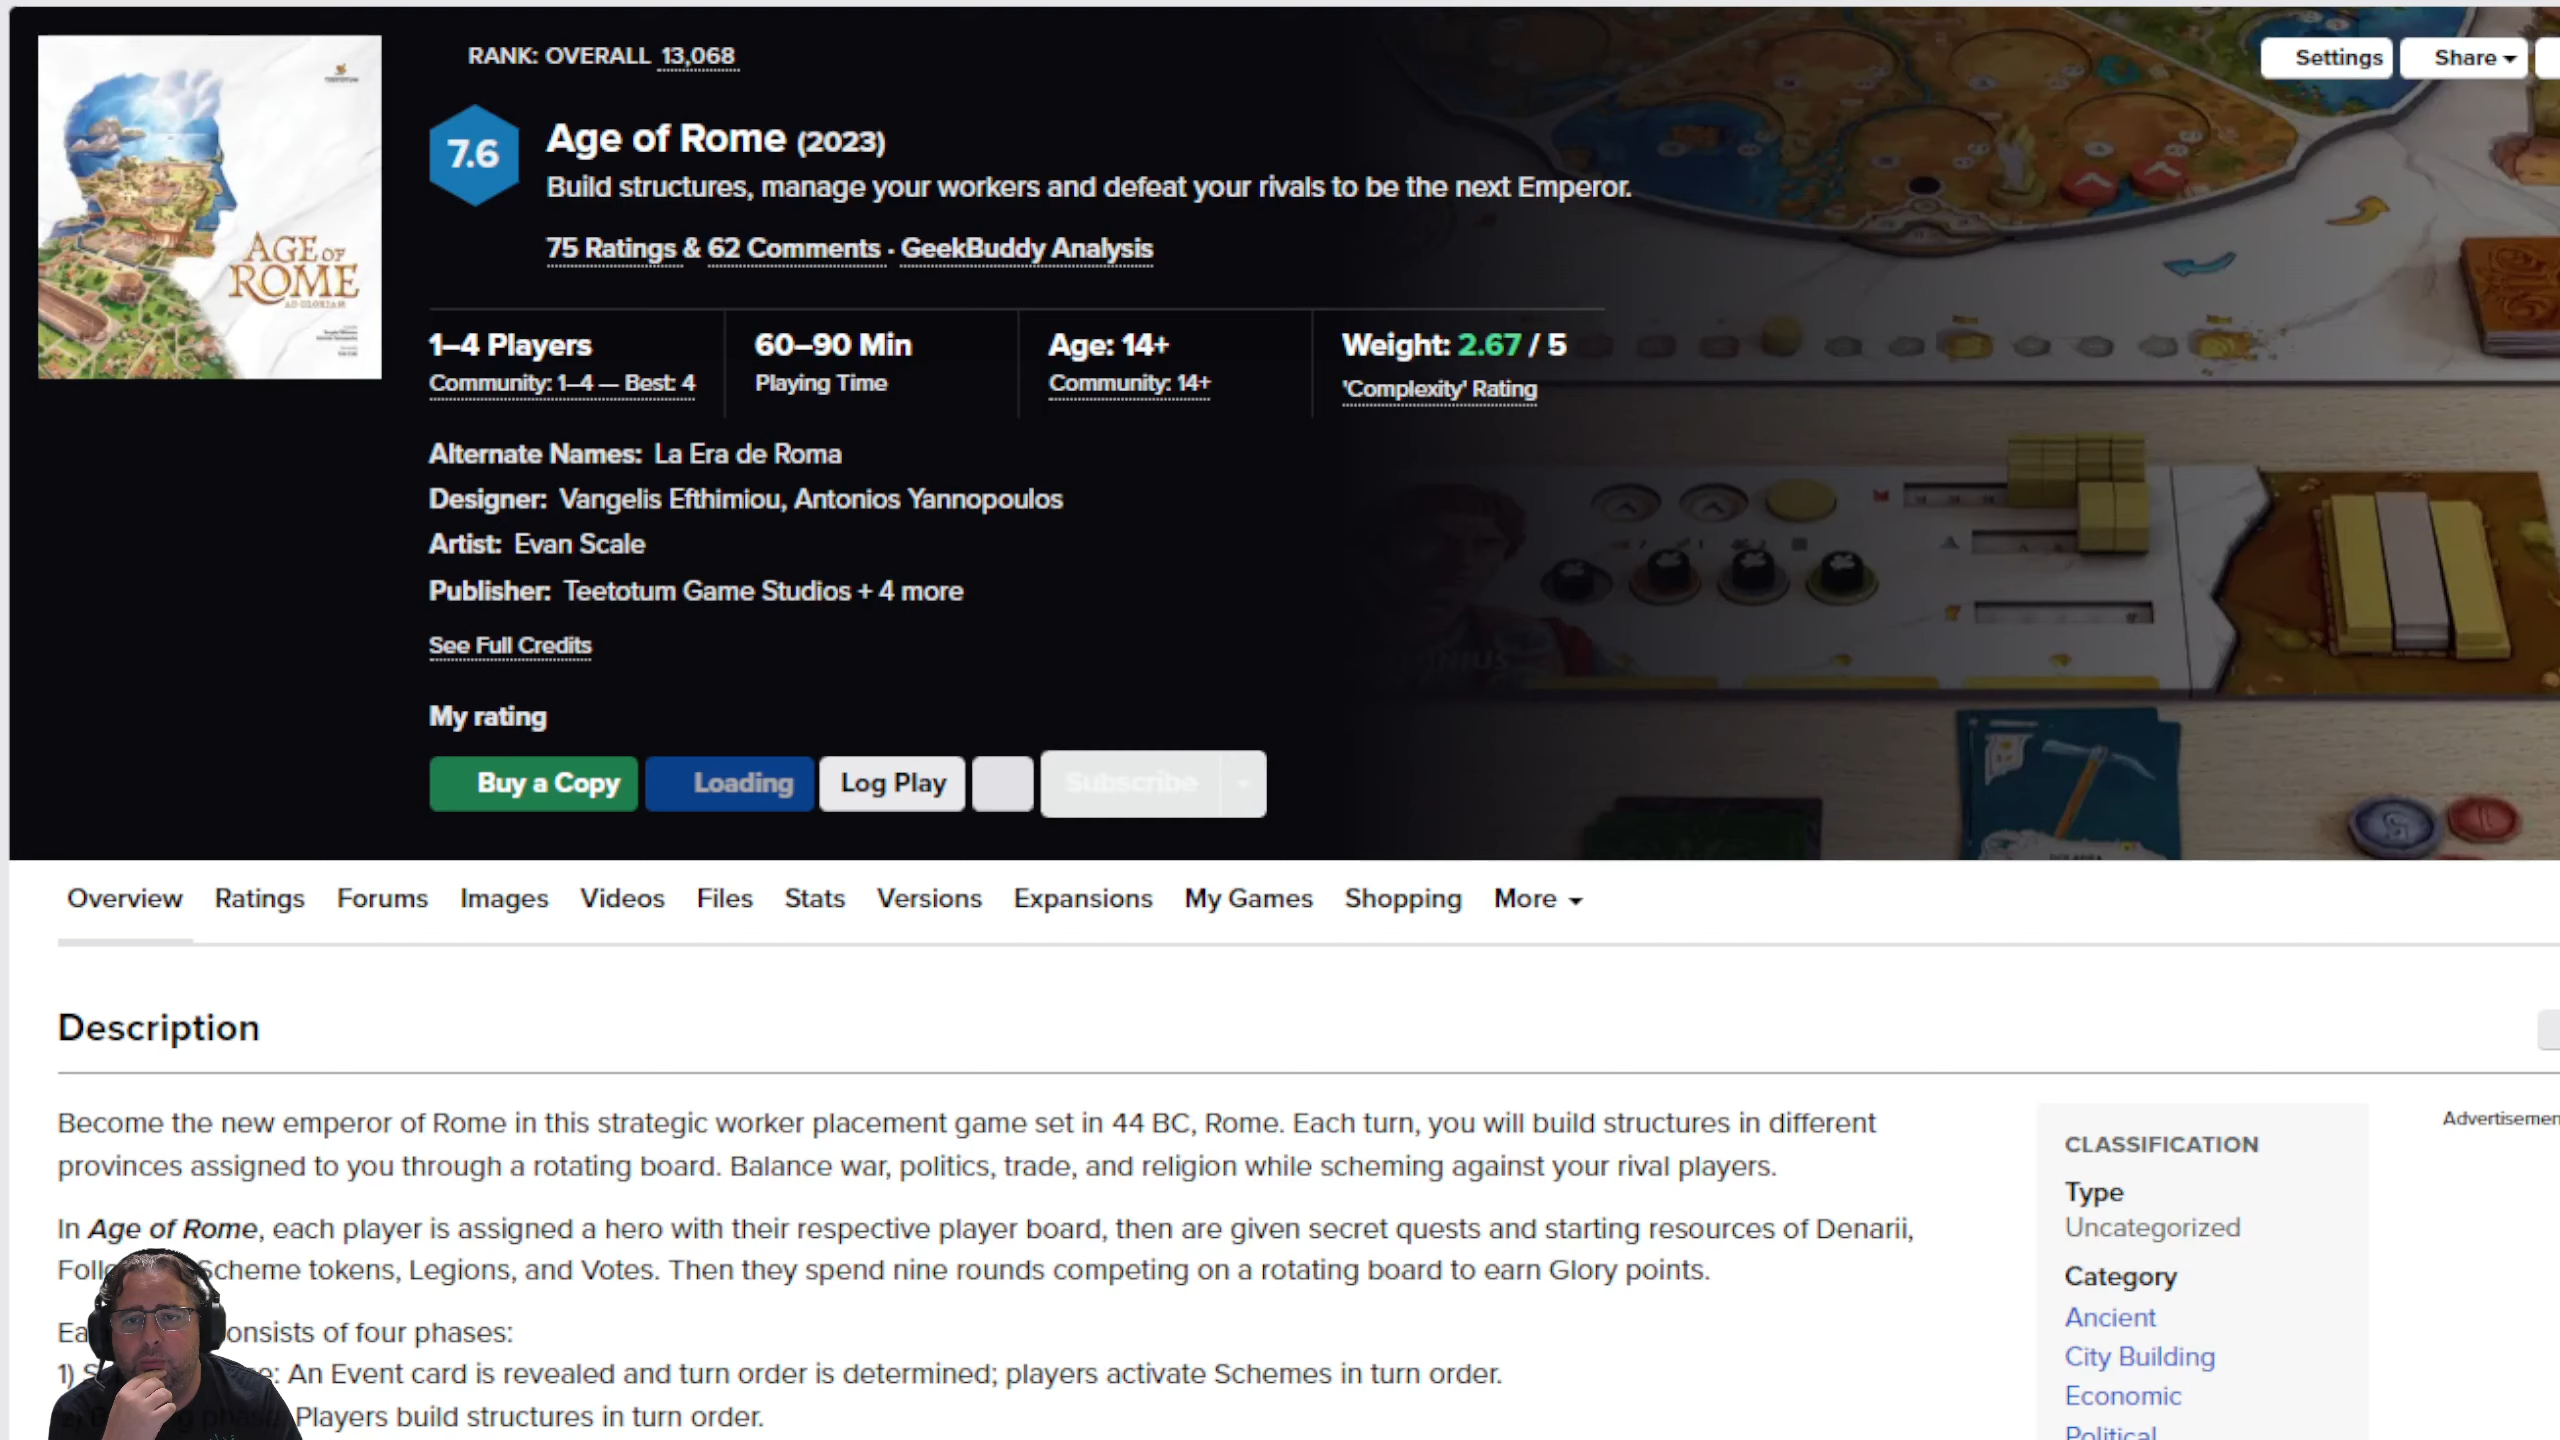 RANK: OVERALL 13,068
Settings
Share
7.6
Age of Rome (2023)
Build structures, manage your workers and defeat your rivals to be the next Emperor.
75 Ratings & 62 Comments · GeekBuddy Analysis
AGE OF
ROME
AD GLORIAM
1–4 Players
Community: 1–4 — Best: 4
60–90 Min
Playing Time
Age: 14+
Community: 14+
Weight: 2.67 / 5
'Complexity' Rating
Alternate Names: La Era de Roma
Designer: Vangelis Efthimiou, Antonios Yannopoulos
Artist: Evan Scale
Publisher: Teetotum Game Studios + 4 more
See Full Credits
My rating
Buy a Copy
Loading
Log Play
Subscribe
Overview
Ratings
Forums
Images
Videos
Files
Stats
Versions
Expansions
My Games
Shopping
More
Description
Become the new emperor of Rome in this strategic worker placement game set in 44 BC, Rome. Each turn, you will build structures in different
provinces assigned to you through a rotating board. Balance war, politics, trade, and religion while scheming against your rival players.
In Age of Rome, each player is assigned a hero with their respective player board, then are given secret quests and starting resources of Denarii,
Scheme tokens, Legions, and Votes. Then they spend nine rounds competing on a rotating board to earn Glory points.
onsists of four phases:
1) S e: An Event card is revealed and turn order is determined; players activate Schemes in turn order.
Players build structures in turn order.
Advertisemen
CLASSIFICATION
Type
Uncategorized
Category
Ancient
City Building
Economic
Political